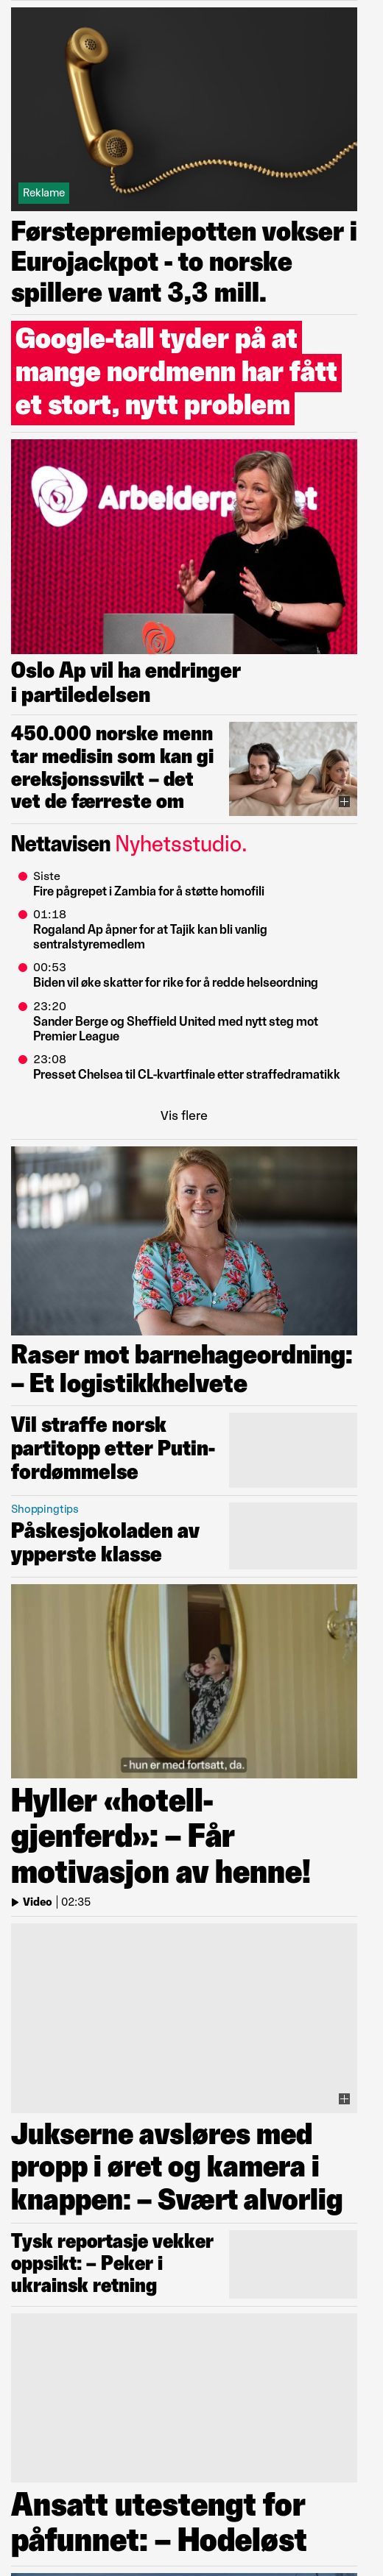 Reklame
Førstepremiepotten vokser i
Eurojackpot - to norske
spillere vant 3,3 mill.
Google-tall tyder på at
mange nordmenn har fått
et stort, nytt problem
Oslo Ap vil ha endringer
i partiledelsen
450.000 norske menn
tar medisin som kan gi
ereksjonssvikt – det
vet de færreste om
Nettavisen Nyhetsstudio.
Siste
Fire pågrepet i Zambia for å støtte homofili
01:18
Rogaland Ap åpner for at Tajik kan bli vanlig
sentralstyremedlem
00:53
Biden vil øke skatter for rike for å redde helseordning
23:20
Sander Berge og Sheffield United med nytt steg mot
Premier League
23:08
Presset Chelsea til CL-kvartfinale etter straffedramatikk
Vis flere
Raser mot barnehageordning:
– Et logistikkhelvete
Vil straffe norsk
partitopp etter Putin-
fordømmelse
Shoppingtips
Påskesjokoladen av
ypperste klasse
- hun er med fortsatt, da.
Hyller «hotell-
gjenferd»: – Får
motivasjon av henne!
Video | 02:35
Jukserne avsløres med
propp i øret og kamera i
knappen: – Svært alvorlig
Tysk reportasje vekker
oppsikt: – Peker i
ukrainsk retning
Ansatt utestengt for
påfunnet: – Hodeløst